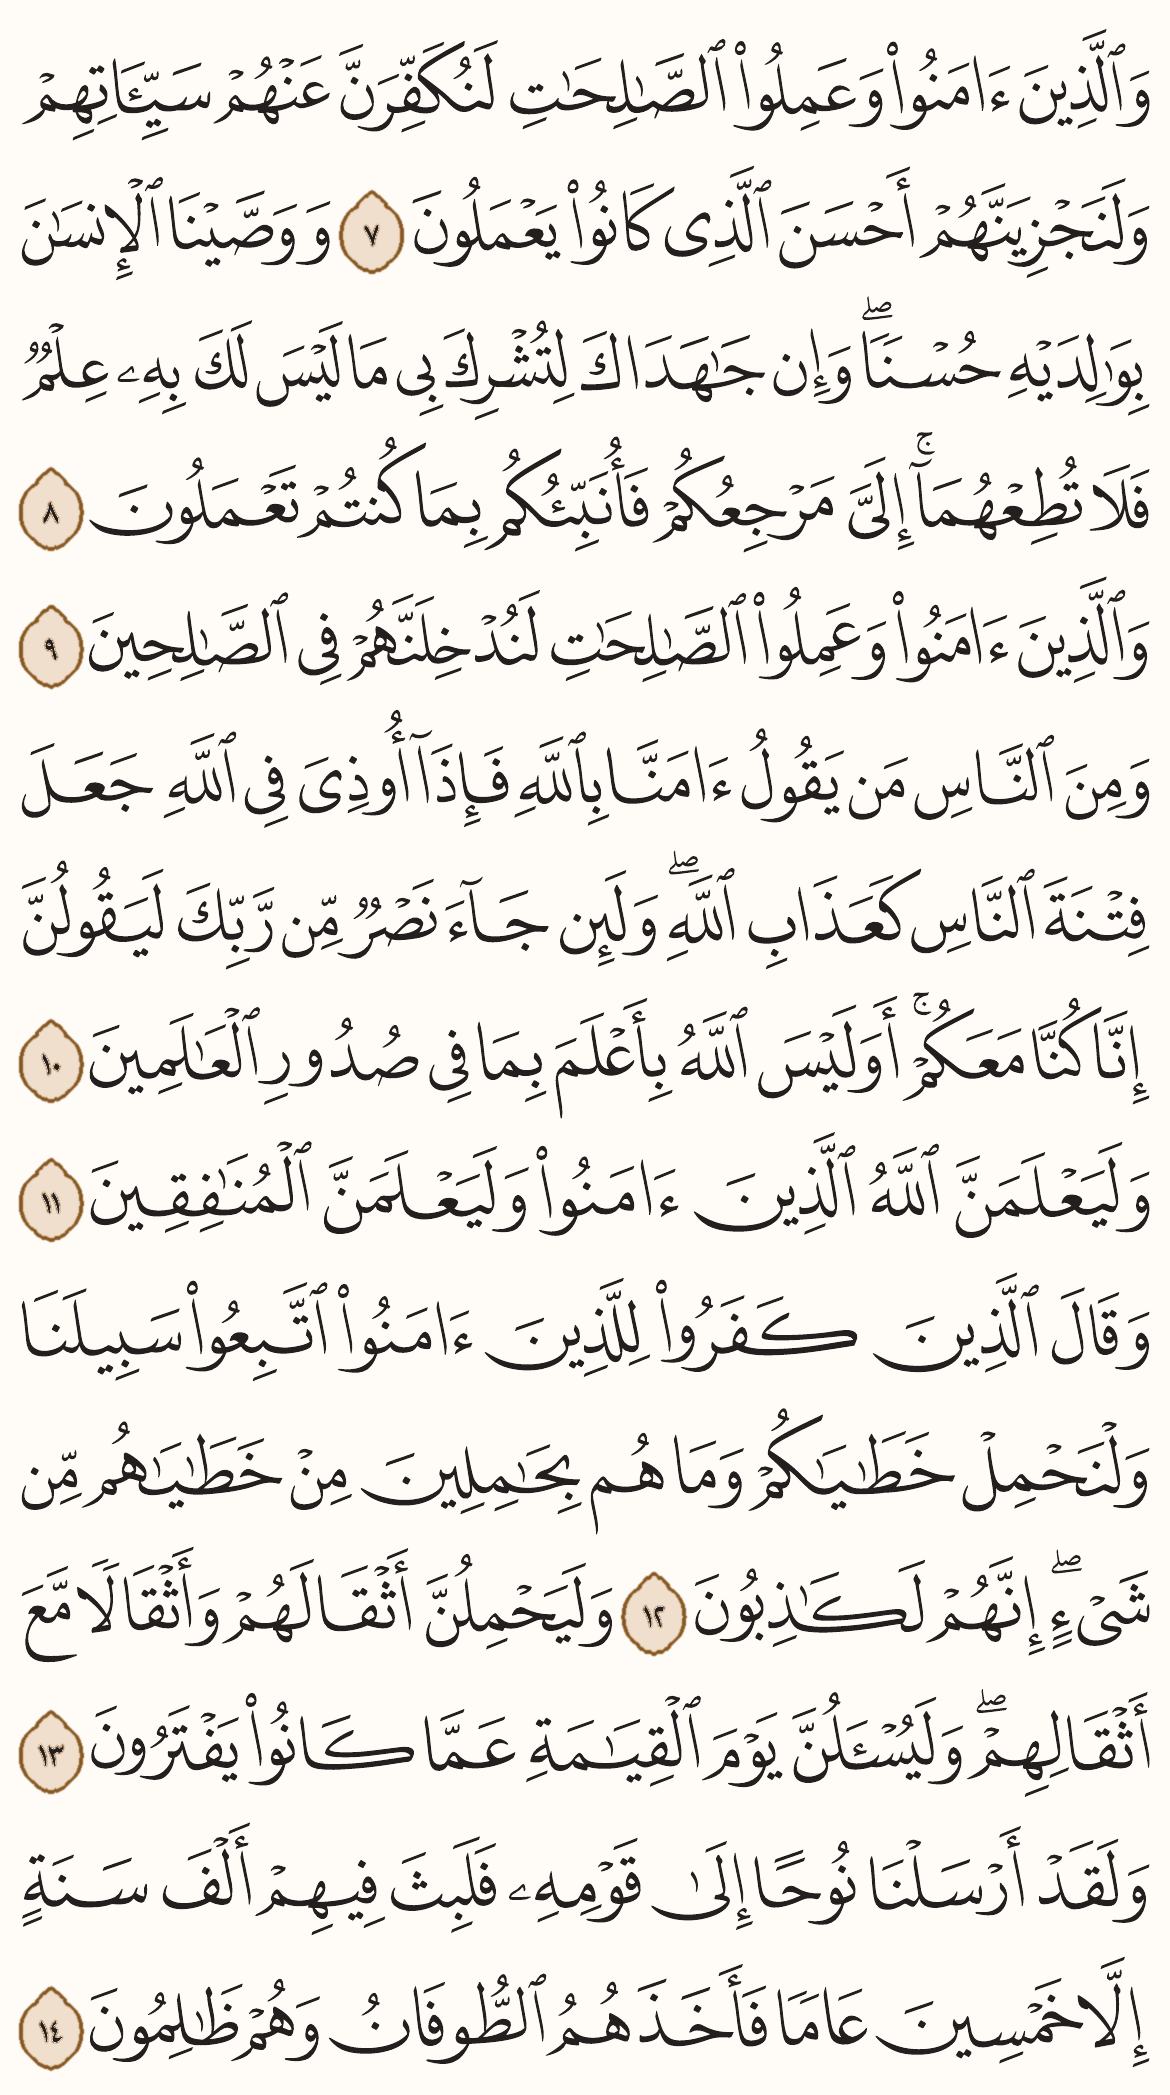 وَٱلَّذِينَ ءَامَنُوا۟ وَعَمِلُوا۟ ٱلصَّـٰلِحَـٰتِ لَنُكَفِّرَنَّ عَنْهُمْ سَيِّـَٔاتِهِمْ
وَلَنَجْزِيَنَّهُمْ أَحْسَنَ ٱلَّذِى كَانُوا۟ يَعْمَلُونَ ٧ وَوَصَّيْنَا ٱلْإِنسَـٰنَ
بِوَٰلِدَيْهِ حُسْنًا ۖ وَإِن جَـٰهَدَاكَ لِتُشْرِكَ بِى مَا لَيْسَ لَكَ بِهِۦ عِلْمٌ
فَلَا تُطِعْهُمَآ ۚ إِلَىَّ مَرْجِعُكُمْ فَأُنَبِّئُكُم بِمَا كُنتُمْ تَعْمَلُونَ ٨
وَٱلَّذِينَ ءَامَنُوا۟ وَعَمِلُوا۟ ٱلصَّـٰلِحَـٰتِ لَنُدْخِلَنَّهُمْ فِى ٱلصَّـٰلِحِينَ ٩
وَمِنَ ٱلنَّاسِ مَن يَقُولُ ءَامَنَّا بِٱللَّهِ فَإِذَآ أُوذِىَ فِى ٱللَّهِ جَعَلَ
فِتْنَةَ ٱلنَّاسِ كَعَذَابِ ٱللَّهِ ۖ وَلَئِن جَآءَ نَصْرٌ مِّن رَّبِّكَ لَيَقُولُنَّ
إِنَّا كُنَّا مَعَكُمْ ۚ أَوَلَيْسَ ٱللَّهُ بِأَعْلَمَ بِمَا فِى صُدُورِ ٱلْعَـٰلَمِينَ ١٠
وَلَيَعْلَمَنَّ ٱللَّهُ ٱلَّذِينَ ءَامَنُوا۟ وَلَيَعْلَمَنَّ ٱلْمُنَـٰفِقِينَ ١١
وَقَالَ ٱلَّذِينَ كَفَرُوا۟ لِلَّذِينَ ءَامَنُوا۟ ٱتَّبِعُوا۟ سَبِيلَنَا
وَلْنَحْمِلْ خَطَـٰيَـٰكُمْ وَمَا هُم بِحَـٰمِلِينَ مِنْ خَطَـٰيَـٰهُم مِّن
شَىْءٍ ۖ إِنَّهُمْ لَكَـٰذِبُونَ ١٢ وَلَيَحْمِلُنَّ أَثْقَالَهُمْ وَأَثْقَالًا مَّعَ
أَثْقَالِهِمْ ۖ وَلَيُسْـَٔلُنَّ يَوْمَ ٱلْقِيَـٰمَةِ عَمَّا كَانُوا۟ يَفْتَرُونَ ١٣
وَلَقَدْ أَرْسَلْنَا نُوحًا إِلَىٰ قَوْمِهِۦ فَلَبِثَ فِيهِمْ أَلْفَ سَنَةٍ
إِلَّا خَمْسِينَ عَامًا فَأَخَذَهُمُ ٱلطُّوفَانُ وَهُمْ ظَـٰلِمُونَ ١٤